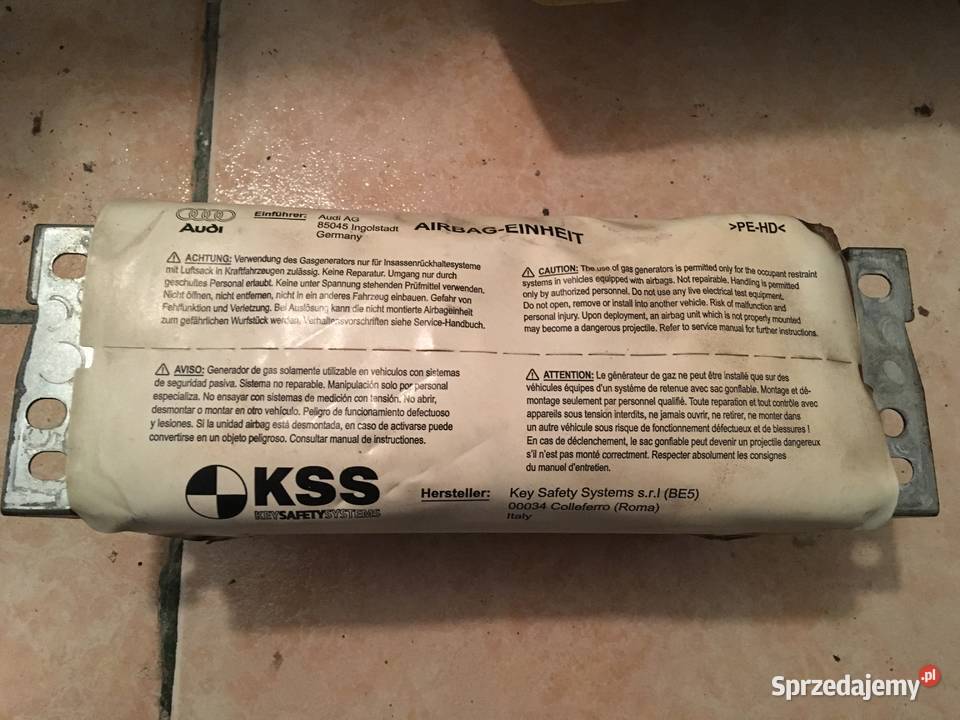 Audi
Einführer:
Audi AG
85045 Ingolstadt
Germany
AIRBAG-EINHEIT
>PE-HD<
ACHTUNG: Verwendung des Gasgenerators nur für Insassenrückhaltesysteme
mit Luftsack in Kraftfahrzeugen zulässig. Keine Reparatur. Umgang nur durch
geschultes Personal erlaubt. Keine unter Spannung stehenden Prüfmittel verwenden.
Nicht öffnen, nicht entfernen, nicht in ein anderes Fahrzeug einbauen. Gefahr von
Fehlfunktion und Verletzung. Bei Auslösung kann die nicht montierte Airbageinheit
zum gefährlichen Wurfstück werden. Verhaltensvorschriften siehe Service-Handbuch.
CAUTION: The use of gas generators is permitted only for the occupant restraint
systems in vehicles equipped with airbags. Not repairable. Handling is permitted
only by authorized personnel. Do not use any live electrical test equipment.
Do not open, remove or install into another vehicle. Risk of malfunction and
personal injury. Upon deployment, an airbag unit which is not properly mounted
may become a dangerous projectile. Refer to service manual for further instructions.
AVISO: Generador de gas solamente utilizable en vehículos con sistemas
de seguridad pasiva. Sistema no reparable. Manipulación solo por personal
especializa. No ensayar con sistemas de medición con tensión. No abrir,
desmontar o montar en otro vehículo. Peligro de funcionamiento defectuoso
y lesiones. Si la unidad airbag está desmontada, en caso de activarse puede
convertirse en un objeto peligroso. Consultar manual de instrucciones.
ATTENTION: Le générateur de gaz ne peut être installé que sur des
véhicules équipes d'un système de retenue avec sac gonflable. Montage et dé-
montage seulement par personnel qualifié. Toute reparation et tout contrôle avec
appareils sous tension interdits, ne jamais ouvrir, ne retirer, ne monter dans
un autre véhicule sous risque de fonctionnement défectueux et de blessures !
En cas de déclenchement, le sac gonflable peut devenir un projectile dangereux
s'il n'est pas monté correctment. Respecter absolument les consignes
du manuel d'entretien.
KSS
KEYSAFETYSYSTEMS
Hersteller:
Key Safety Systems s.r.l (BE5)
00034 Colleferro (Roma)
Italy
Sprzedajemy.pl